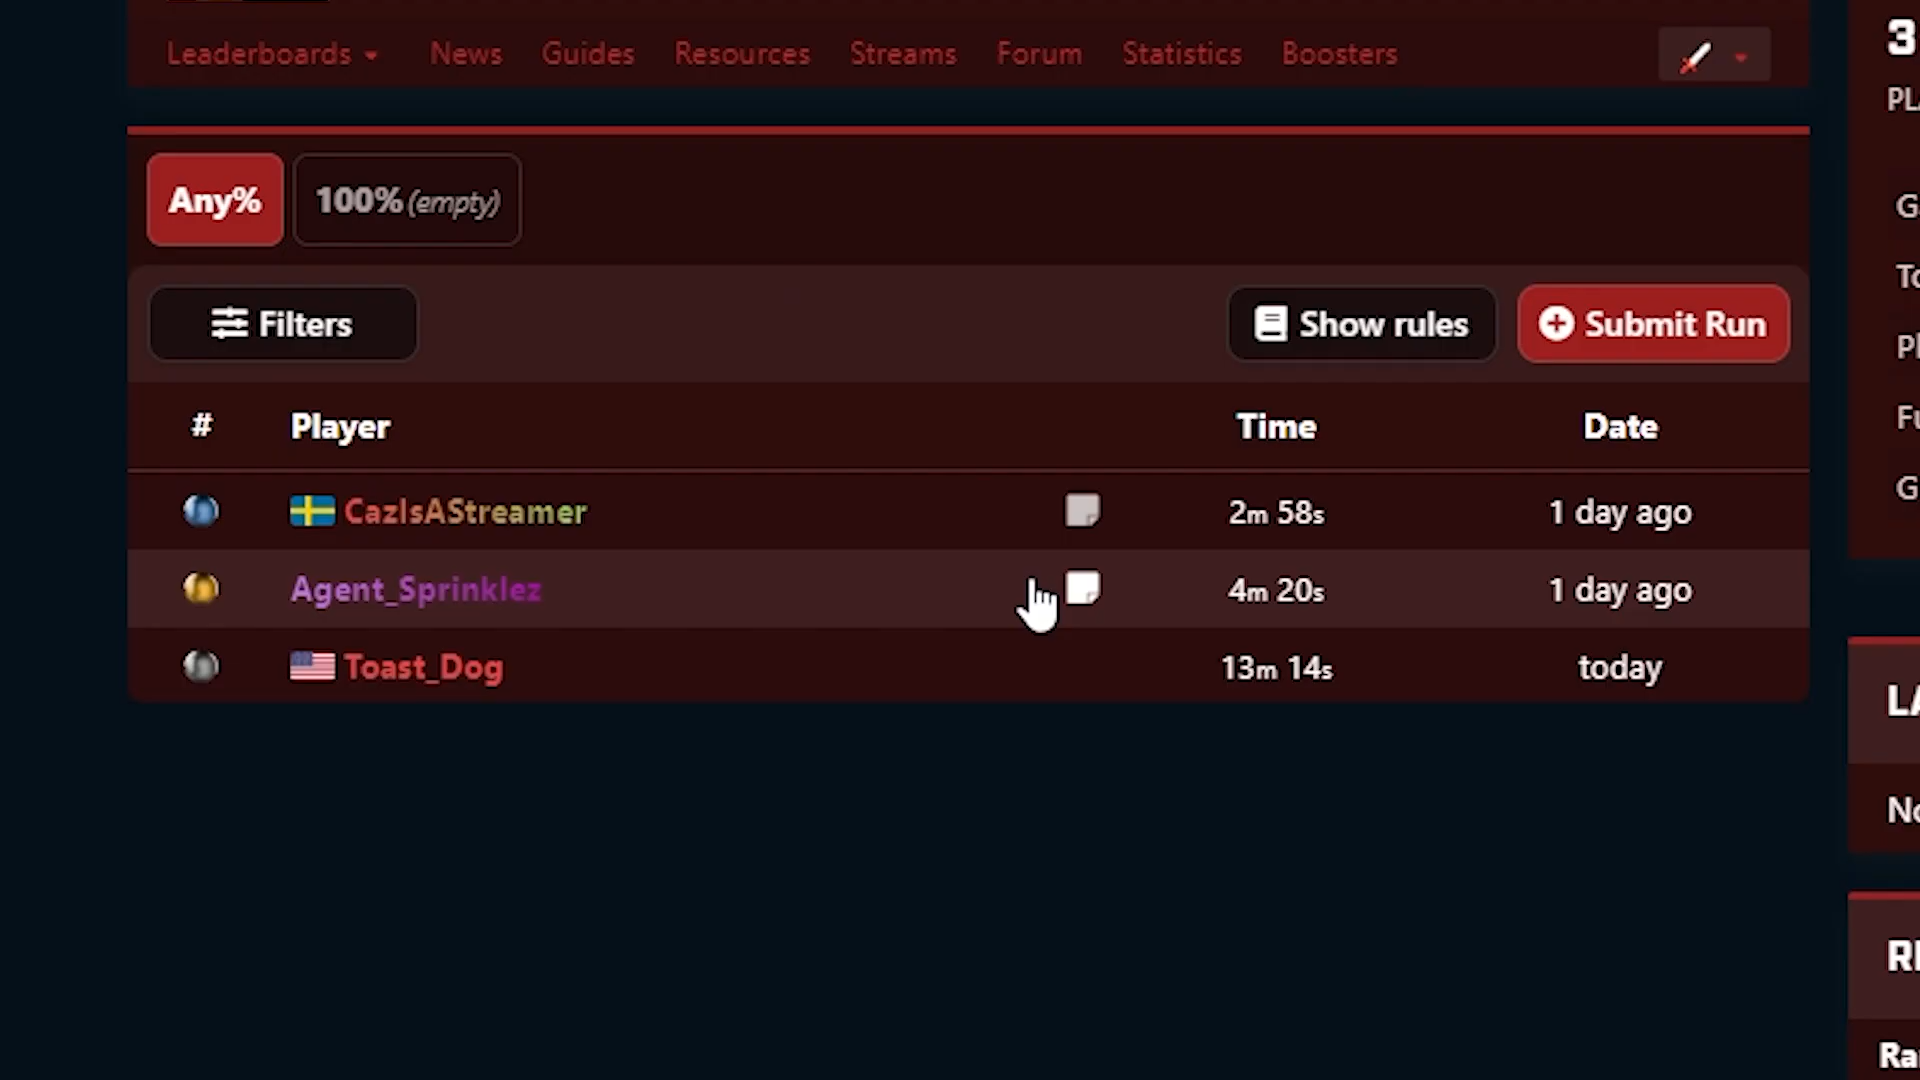 Leaderboards News Guides Resources Streams Forum Statistics Boosters
Any% 100% (empty)
Filters Show rules Submit Run
# Player Time Date
CazIsAStreamer 2m 58s 1 day ago
Agent_Sprinklez 4m 20s 1 day ago
Toast_Dog 13m 14s today
3